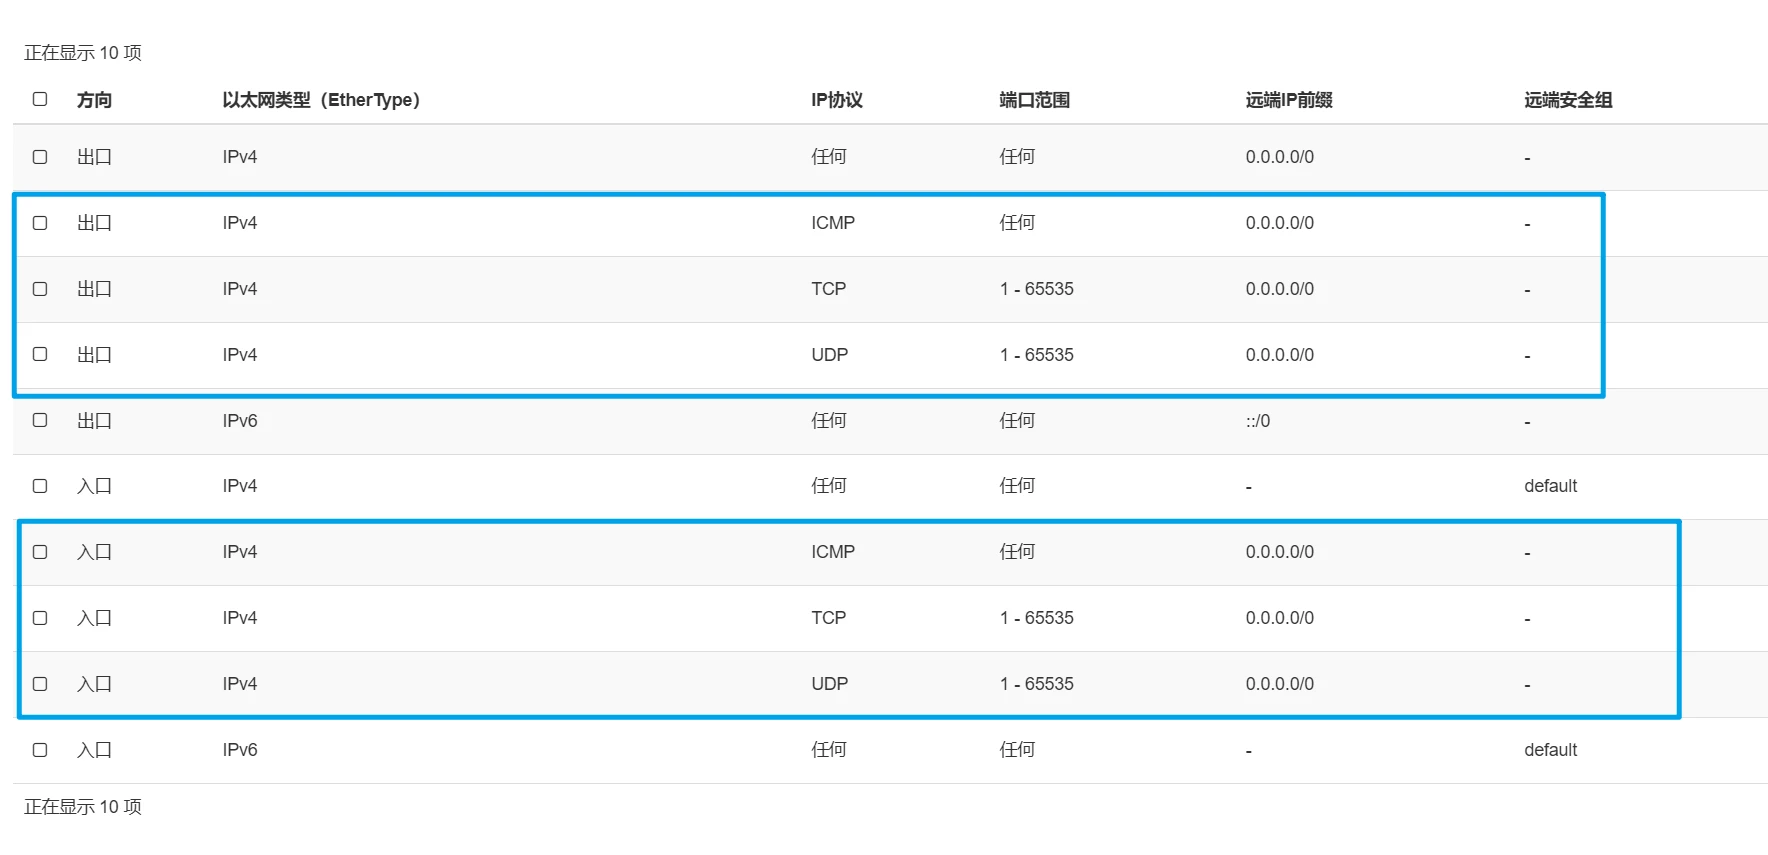 正在显示 10 项
方向 以太网类型（EtherType） IP协议 端口范围 远端IP前缀 远端安全组
出口 IPv4 任何 任何 0.0.0.0/0 -
出口 IPv4 ICMP 任何 0.0.0.0/0 -
出口 IPv4 TCP 1 - 65535 0.0.0.0/0 -
出口 IPv4 UDP 1 - 65535 0.0.0.0/0 -
出口 IPv6 任何 任何 ::/0 -
入口 IPv4 任何 任何 - default
入口 IPv4 ICMP 任何 0.0.0.0/0 -
入口 IPv4 TCP 1 - 65535 0.0.0.0/0 -
入口 IPv4 UDP 1 - 65535 0.0.0.0/0 -
入口 IPv6 任何 任何 - default
正在显示 10 项